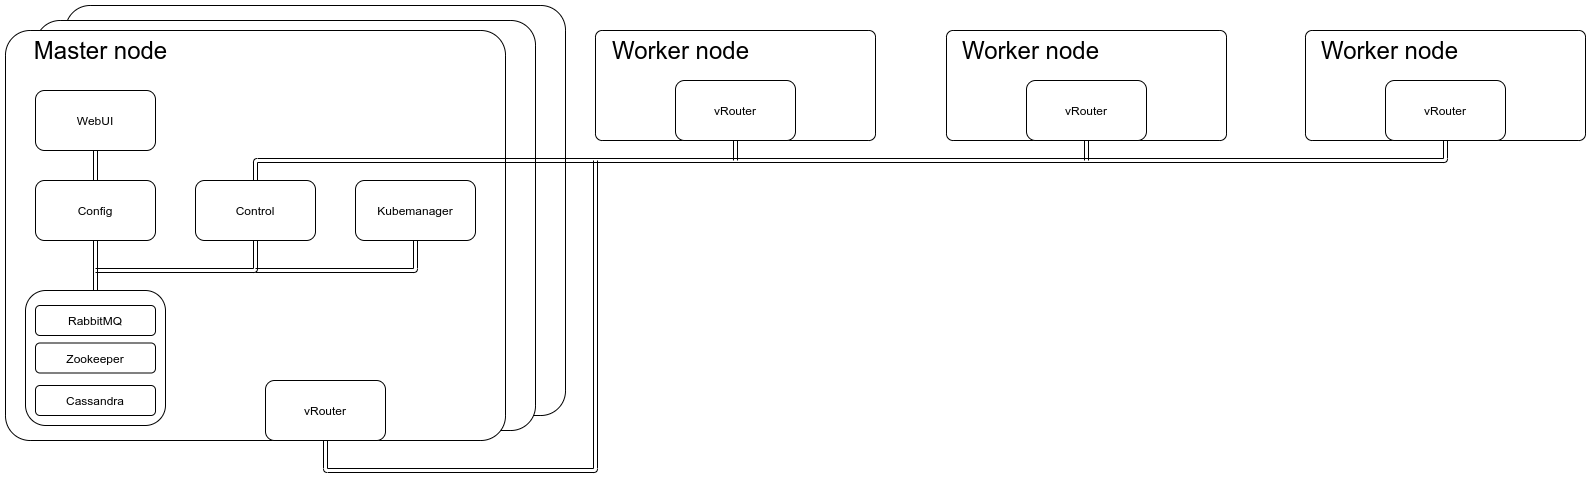 Master node
WebUI
Config
Control
Kubemanager
RabbitMQ
Zookeeper
Cassandra
vRouter
Worker node
vRouter
Worker node
vRouter
Worker node
vRouter